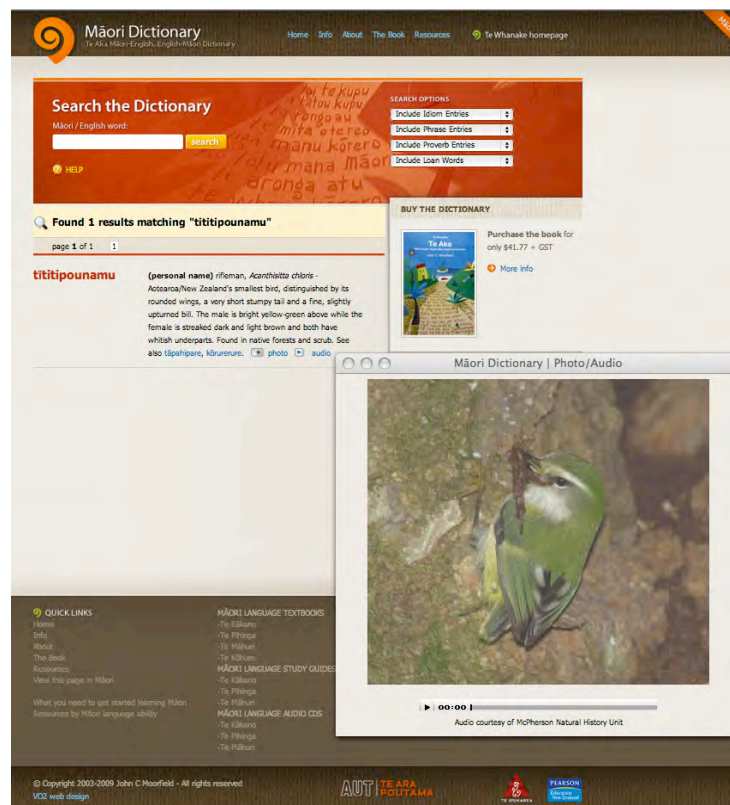 Māori Dictionary
Te Aka Māori-English, English-Māori Dictionary
Home Info About The Book Resources Te Whanake homepage
Search the Dictionary
Māori / English word:
search
HELP
SEARCH OPTIONS
Include Idiom Entries
Include Phrase Entries
Include Proverb Entries
Include Loan Words
Found 1 results matching "tititipounamu"
page 1 of 1 1
tītitipounamu
(personal name) rifleman, Acanthisitta chloris -
Aotearoa/New Zealand's smallest bird, distinguished by its
rounded wings, a very short stumpy tail and a fine, slightly
upturned bill. The male is bright yellow-green above while the
female is streaked dark and light brown and both have
whitish underparts. Found in native forests and scrub. See
also tāpahipare, kōrurerure. photo audio
BUY THE DICTIONARY
Te Aka
Purchase the book for
only $41.77 + GST
More info
Māori Dictionary | Photo/Audio
00:00
Audio courtesy of McPherson Natural History Unit
QUICK LINKS
Home
Info
About
The Book
Resources
View this page in Māori
What you need to get started learning Māori
Resources by Māori language ability
MĀORI LANGUAGE TEXTBOOKS
-Te Kākano
-Te Pihinga
-Te Māhuri
-Te Kōhure
MĀORI LANGUAGE STUDY GUIDES
-Te Kākano
-Te Pihinga
-Te Māhuri
MĀORI LANGUAGE AUDIO CDS
-Te Kākano
-Te Pihinga
-Te Māhuri
© Copyright 2003-2009 John C Moorfield - All rights reserved
VO2 web design
AUT TE ARA POUTAMA
TE IPUKAREA
PEARSON
Education
New Zealand